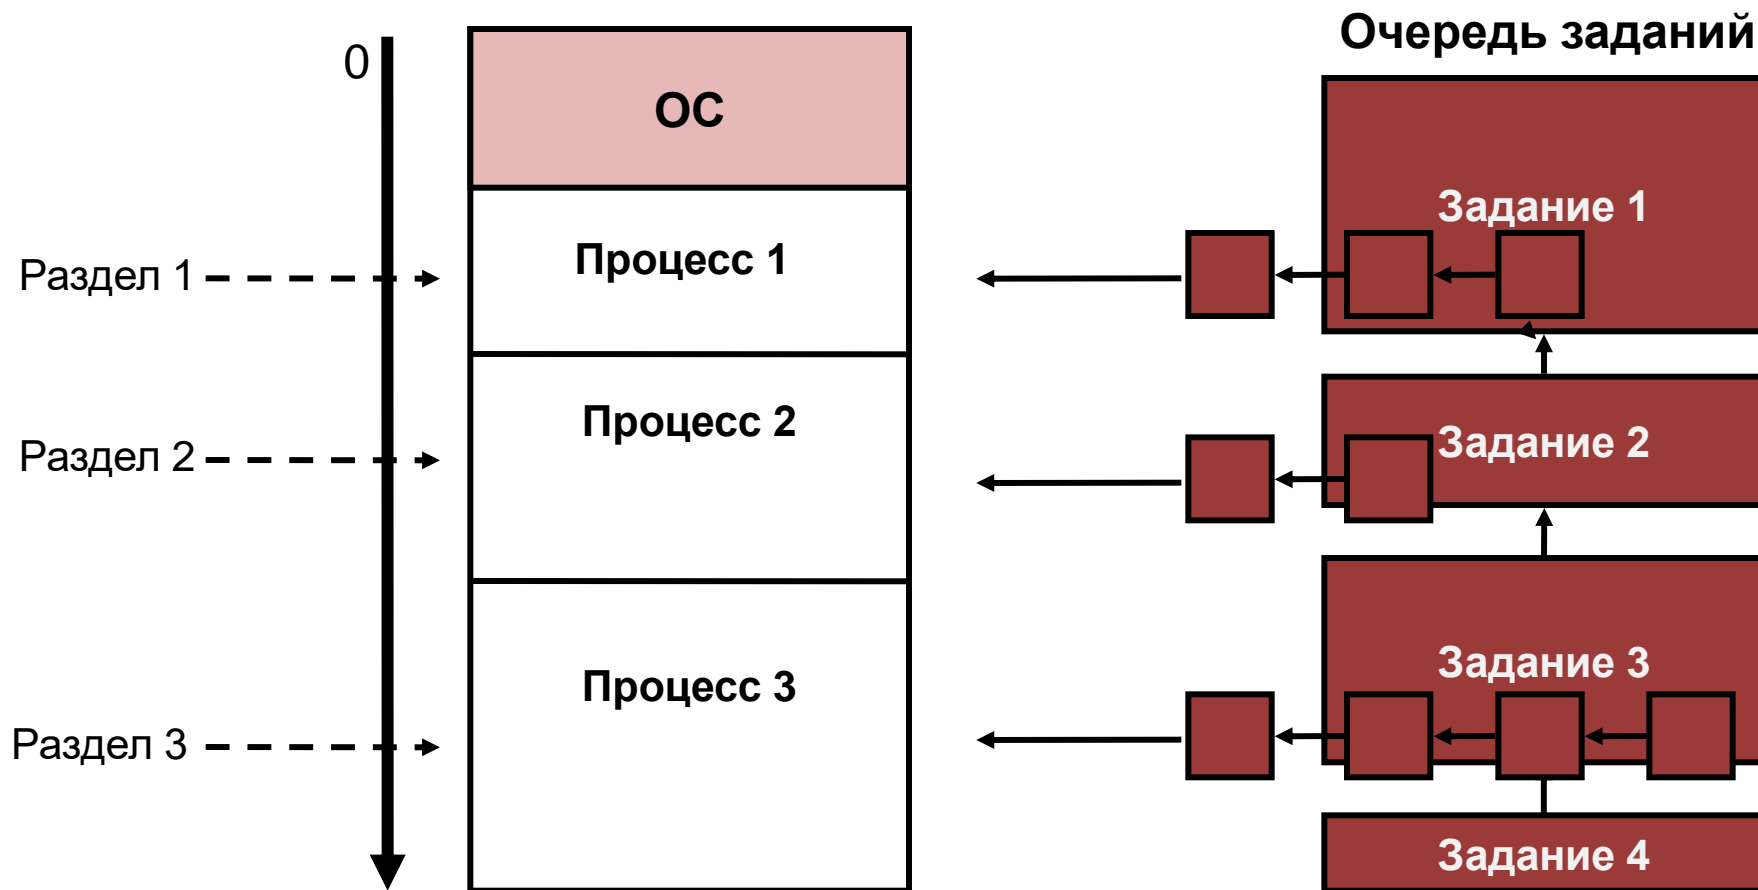 Очередь заданий
0
ОС
Задание 1
Процесс 1
Раздел 1
Процесс 2
Задание 2
Раздел 2
Задание 3
Процесс 3
Раздел 3
Задание 4